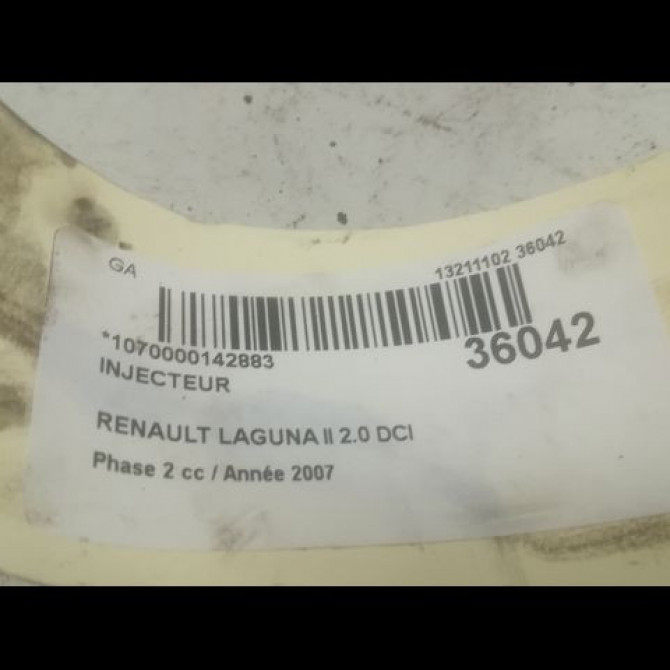 GA 13211102 36042
*1070000142883 36042
INJECTEUR
RENAULT LAGUNA II 2.0 DCI
Phase 2 cc / Année 2007